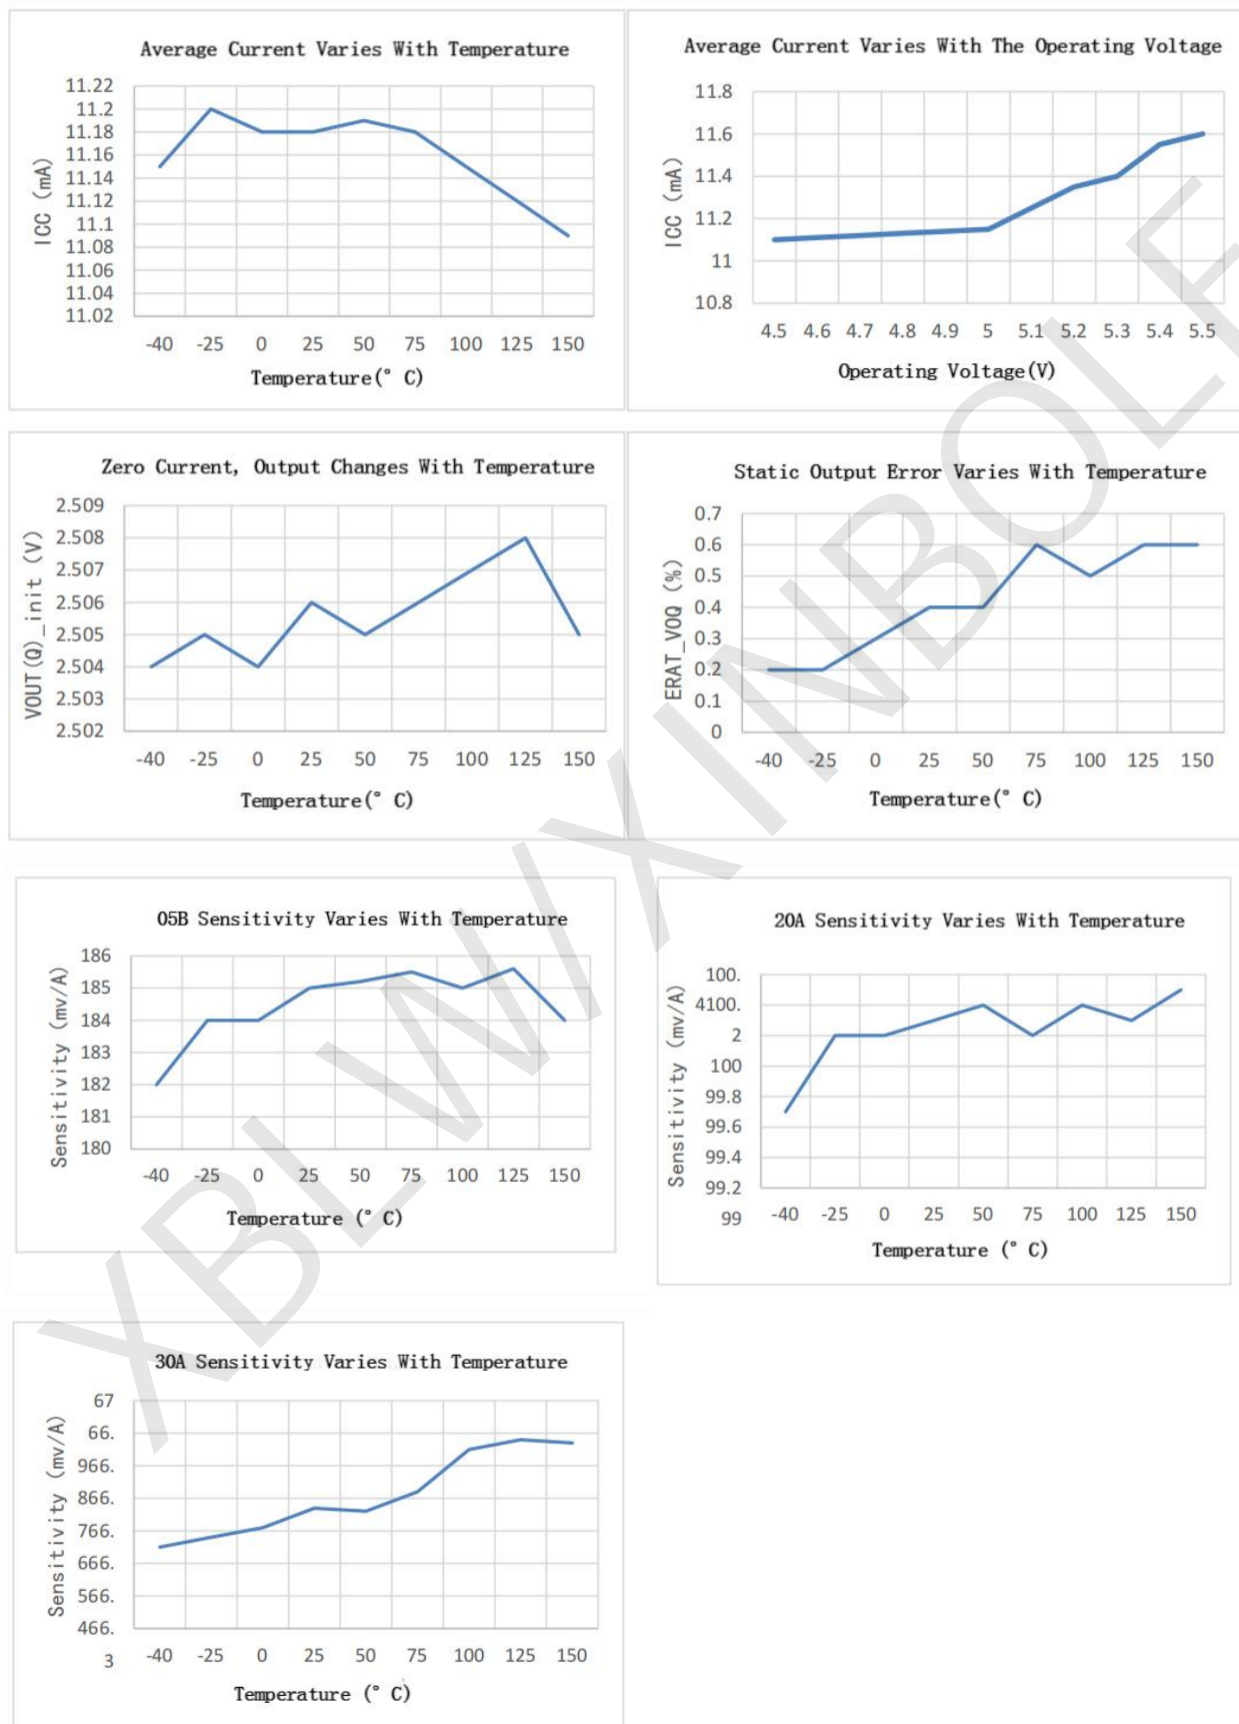 Average Current Varies With Temperature
ICC (mA)
11.22
11.2
11.18
11.16
11.14
11.12
11.1
11.08
11.06
11.04
11.02
-40 -25 0 25 50 75 100 125 150
Temperature(° C)
Average Current Varies With The Operating Voltage
ICC (mA)
11.8
11.6
11.4
11.2
11
10.8
4.5 4.6 4.7 4.8 4.9 5 5.1 5.2 5.3 5.4 5.5
Operating Voltage(V)
Zero Current, Output Changes With Temperature
VOUT(Q)_init (V)
2.509
2.508
2.507
2.506
2.505
2.504
2.503
2.502
-40 -25 0 25 50 75 100 125 150
Temperature(° C)
Static Output Error Varies With Temperature
ERAT_VOQ (%)
0.7
0.6
0.5
0.4
0.3
0.2
0.1
0
-40 -25 0 25 50 75 100 125 150
Temperature(° C)
05B Sensitivity Varies With Temperature
Sensitivity (mv/A)
186
185
184
183
182
181
180
-40 -25 0 25 50 75 100 125 150
Temperature (° C)
20A Sensitivity Varies With Temperature
Sensitivity (mv/A)
100.
4100.
2
100
99.8
99.6
99.4
99.2
99
-40 -25 0 25 50 75 100 125 150
Temperature (° C)
30A Sensitivity Varies With Temperature
Sensitivity (mv/A)
67
66.
966.
866.
766.
666.
566.
466.
3
-40 -25 0 25 50 75 100 125 150
Temperature (° C)